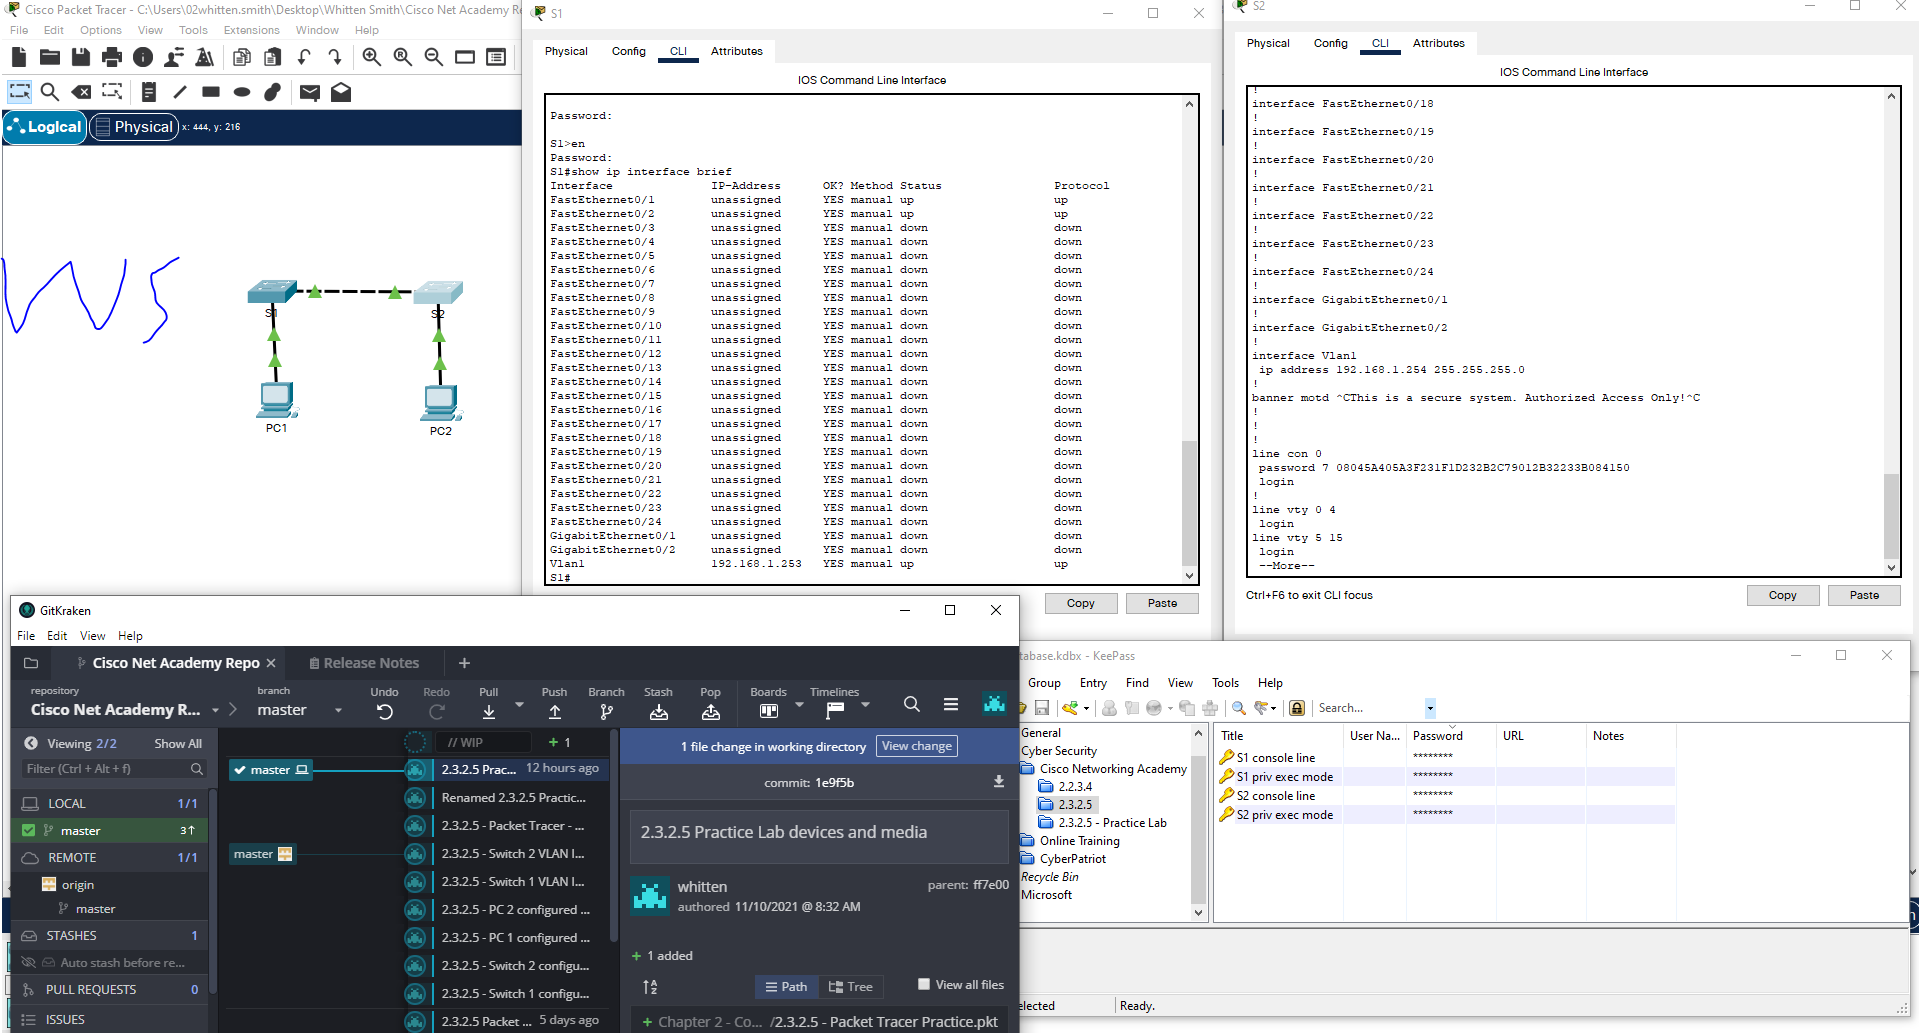 Cisco Packet Tracer - C:\Users\02whitten.smith\Desktop\Whitten Smith\Cisco Net Academy Re
File Edit Options View Tools Extensions Window Help
Logical Physical x: 444, y: 216
WS
S1
S2
PC1
PC2
S1
Physical Config CLI Attributes
IOS Command Line Interface
Password:
S1>en
Password:
S1#show ip interface brief
Interface IP-Address OK? Method Status Protocol
FastEthernet0/1 unassigned YES manual up up
FastEthernet0/2 unassigned YES manual up up
FastEthernet0/3 unassigned YES manual down down
FastEthernet0/4 unassigned YES manual down down
FastEthernet0/5 unassigned YES manual down down
FastEthernet0/6 unassigned YES manual down down
FastEthernet0/7 unassigned YES manual down down
FastEthernet0/8 unassigned YES manual down down
FastEthernet0/9 unassigned YES manual down down
FastEthernet0/10 unassigned YES manual down down
FastEthernet0/11 unassigned YES manual down down
FastEthernet0/12 unassigned YES manual down down
FastEthernet0/13 unassigned YES manual down down
FastEthernet0/14 unassigned YES manual down down
FastEthernet0/15 unassigned YES manual down down
FastEthernet0/16 unassigned YES manual down down
FastEthernet0/17 unassigned YES manual down down
FastEthernet0/18 unassigned YES manual down down
FastEthernet0/19 unassigned YES manual down down
FastEthernet0/20 unassigned YES manual down down
FastEthernet0/21 unassigned YES manual down down
FastEthernet0/22 unassigned YES manual down down
FastEthernet0/23 unassigned YES manual down down
FastEthernet0/24 unassigned YES manual down down
GigabitEthernet0/1 unassigned YES manual down down
GigabitEthernet0/2 unassigned YES manual down down
Vlan1 192.168.1.253 YES manual up up
S1#
Copy Paste
S2
Physical Config CLI Attributes
IOS Command Line Interface
!
interface FastEthernet0/18
!
interface FastEthernet0/19
!
interface FastEthernet0/20
!
interface FastEthernet0/21
!
interface FastEthernet0/22
!
interface FastEthernet0/23
!
interface FastEthernet0/24
!
interface GigabitEthernet0/1
!
interface GigabitEthernet0/2
!
interface Vlan1
ip address 192.168.1.254 255.255.255.0
!
banner motd ^CThis is a secure system. Authorized Access Only!^C
!
!
!
line con 0
password 7 08045A405A3F231F1D232B2C79012B32233B084150
login
!
line vty 0 4
login
line vty 5 15
login
--More--
Ctrl+F6 to exit CLI focus Copy Paste
GitKraken
File Edit View Help
Cisco Net Academy Repo Release Notes
repository
Cisco Net Academy R...
branch
master
Undo Redo Pull Push Branch Stash Pop Boards Timelines
Viewing 2/2 Show All
Filter (Ctrl + Alt + f)
LOCAL 1/1
master 3↑
REMOTE 1/1
origin
master
STASHES 1
Auto stash before re...
PULL REQUESTS 0
ISSUES
// WIP + 1
master 2.3.2.5 Prac... 12 hours ago
Renamed 2.3.2.5 Practic...
2.3.2.5 - Packet Tracer - ...
master 2.3.2.5 - Switch 2 VLAN I...
2.3.2.5 - Switch 1 VLAN I...
2.3.2.5 - PC 2 configured ...
2.3.2.5 - PC 1 configured ...
2.3.2.5 - Switch 2 configu...
2.3.2.5 - Switch 1 configu...
2.3.2.5 Packet ... 5 days ago
1 file change in working directory View change
commit: 1e9f5b
2.3.2.5 Practice Lab devices and media
whitten parent: ff7e00
authored 11/10/2021 @ 8:32 AM
+ 1 added
Path Tree View all files
+ Chapter 2 - Co... /2.3.2.5 - Packet Tracer Practice.pkt
tabase.kdbx - KeePass
Group Entry Find View Tools Help
Search...
General
Cyber Security
Cisco Networking Academy
2.2.3.4
2.3.2.5
2.3.2.5 - Practice Lab
Online Training
CyberPatriot
Recycle Bin
Microsoft
Title User Na... Password URL Notes
S1 console line ********
S1 priv exec mode ********
S2 console line ********
S2 priv exec mode ********
elected Ready.